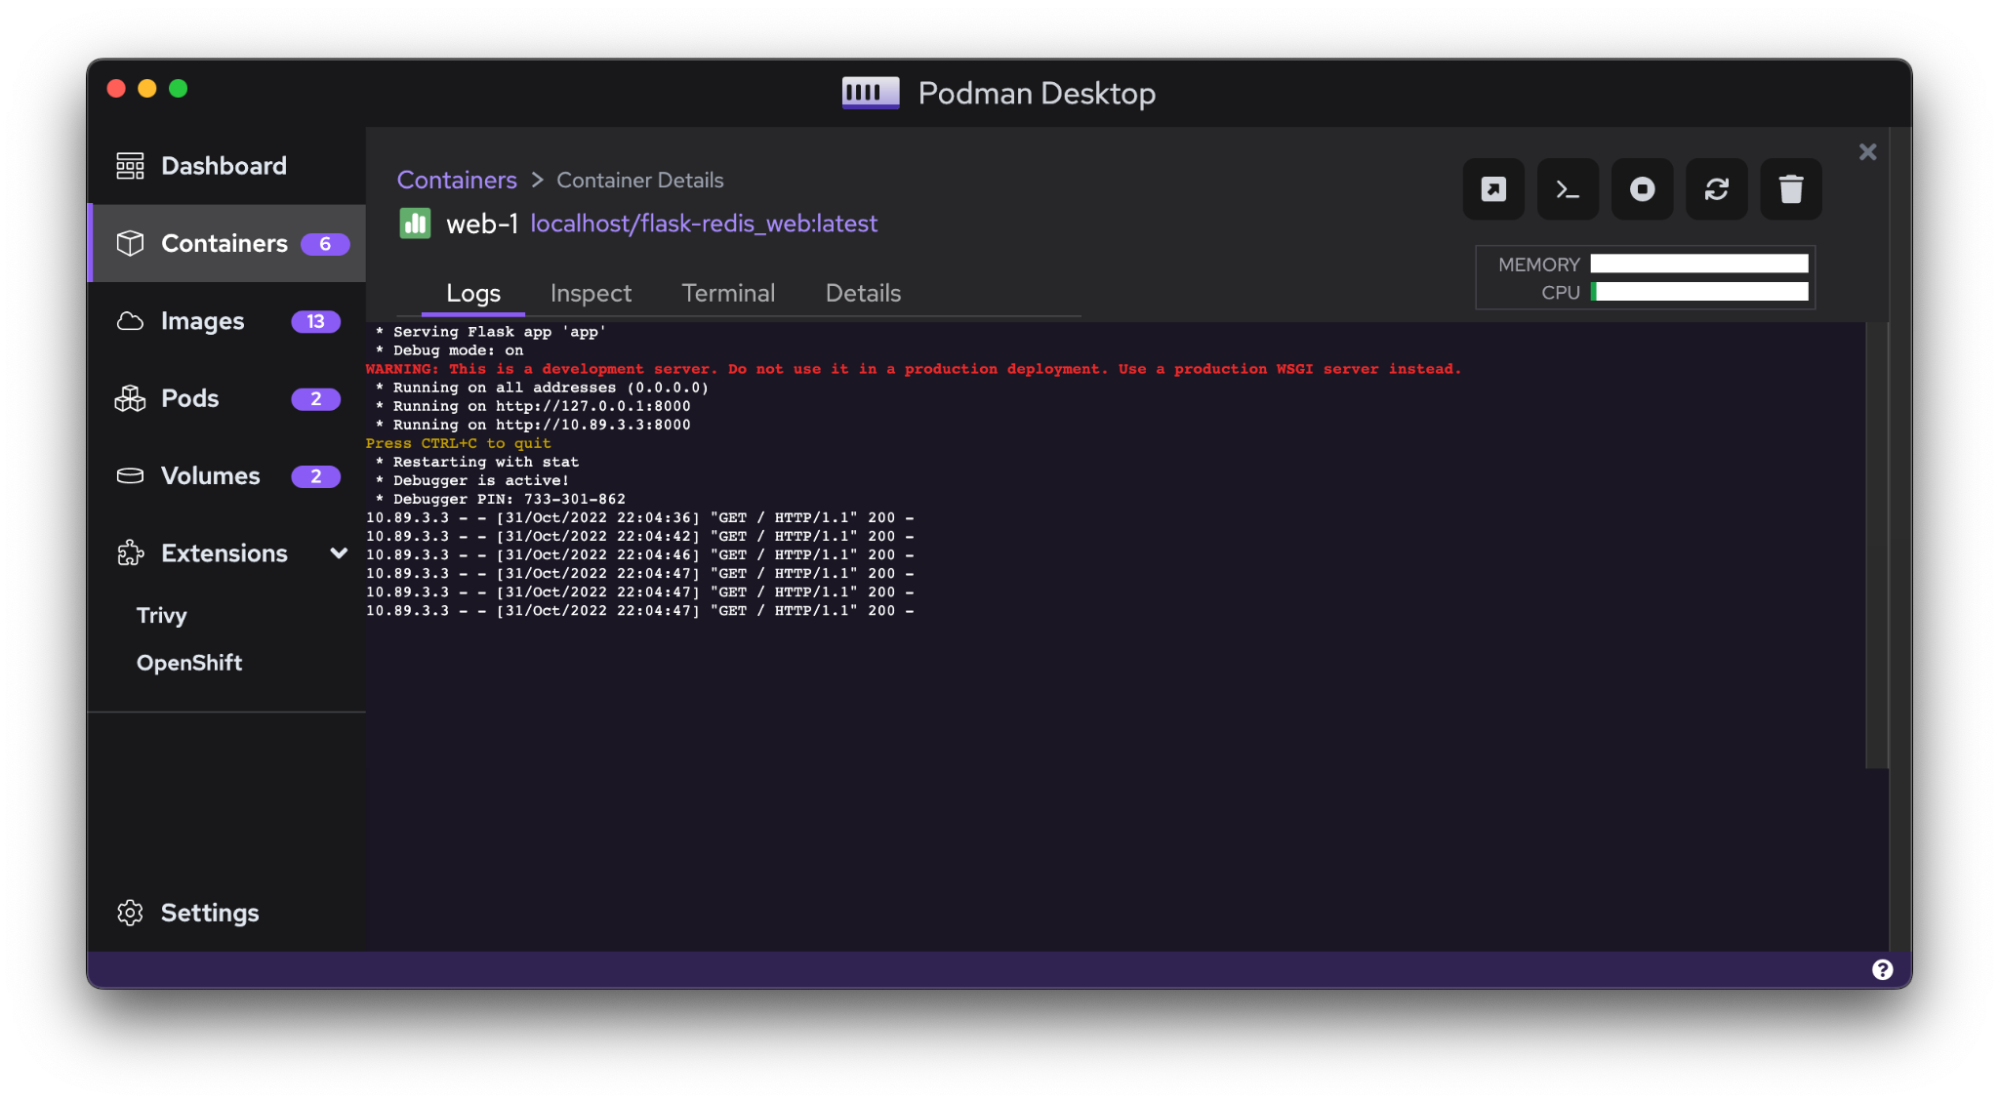 Podman Desktop
Dashboard
Containers 6
Images 13
Pods 2
Volumes 2
Extensions
Trivy
OpenShift
Settings
Containers > Container Details
web-1 localhost/flask-redis_web:latest
MEMORY
CPU
Logs Inspect Terminal Details
* Serving Flask app 'app'
* Debug mode: on
WARNING: This is a development server. Do not use it in a production deployment. Use a production WSGI server instead.
* Running on all addresses (0.0.0.0)
* Running on http://127.0.0.1:8000
* Running on http://10.89.3.3:8000
Press CTRL+C to quit
* Restarting with stat
* Debugger is active!
* Debugger PIN: 733-301-862
10.89.3.3 - - [31/Oct/2022 22:04:36] "GET / HTTP/1.1" 200 -
10.89.3.3 - - [31/Oct/2022 22:04:42] "GET / HTTP/1.1" 200 -
10.89.3.3 - - [31/Oct/2022 22:04:46] "GET / HTTP/1.1" 200 -
10.89.3.3 - - [31/Oct/2022 22:04:47] "GET / HTTP/1.1" 200 -
10.89.3.3 - - [31/Oct/2022 22:04:47] "GET / HTTP/1.1" 200 -
10.89.3.3 - - [31/Oct/2022 22:04:47] "GET / HTTP/1.1" 200 -